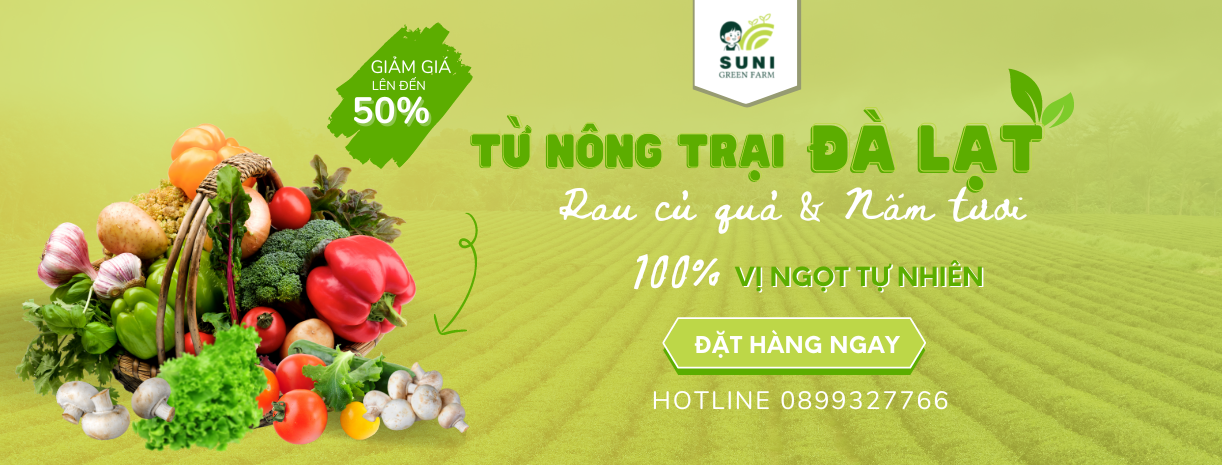 SUNI
GREEN FARM
GIẢM GIÁ
LÊN ĐẾN
50%
TỪ NÔNG TRẠI ĐÀ LẠT
Rau củ quả & Nấm tươi
100% VỊ NGỌT TỰ NHIÊN
ĐẶT HÀNG NGAY
HOTLINE 0899327766